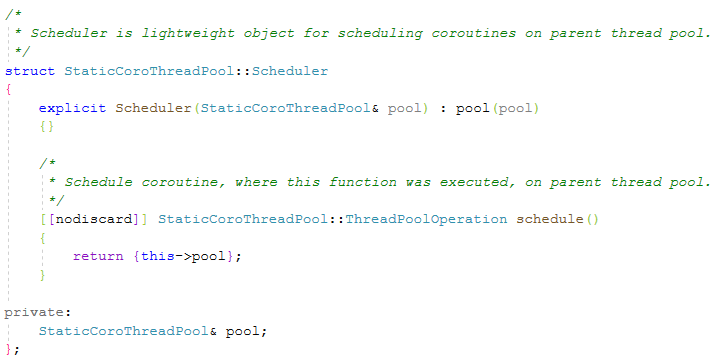 /*
 * Scheduler is lightweight object for scheduling coroutines on parent thread pool.
 */
struct StaticCoroThreadPool::Scheduler
{
    explicit Scheduler(StaticCoroThreadPool& pool) : pool(pool)
    {}

    /*
     * Schedule coroutine, where this function was executed, on parent thread pool.
     */
    [[nodiscard]] StaticCoroThreadPool::ThreadPoolOperation schedule()
    {
        return {this->pool};
    }

private:
    StaticCoroThreadPool& pool;
};